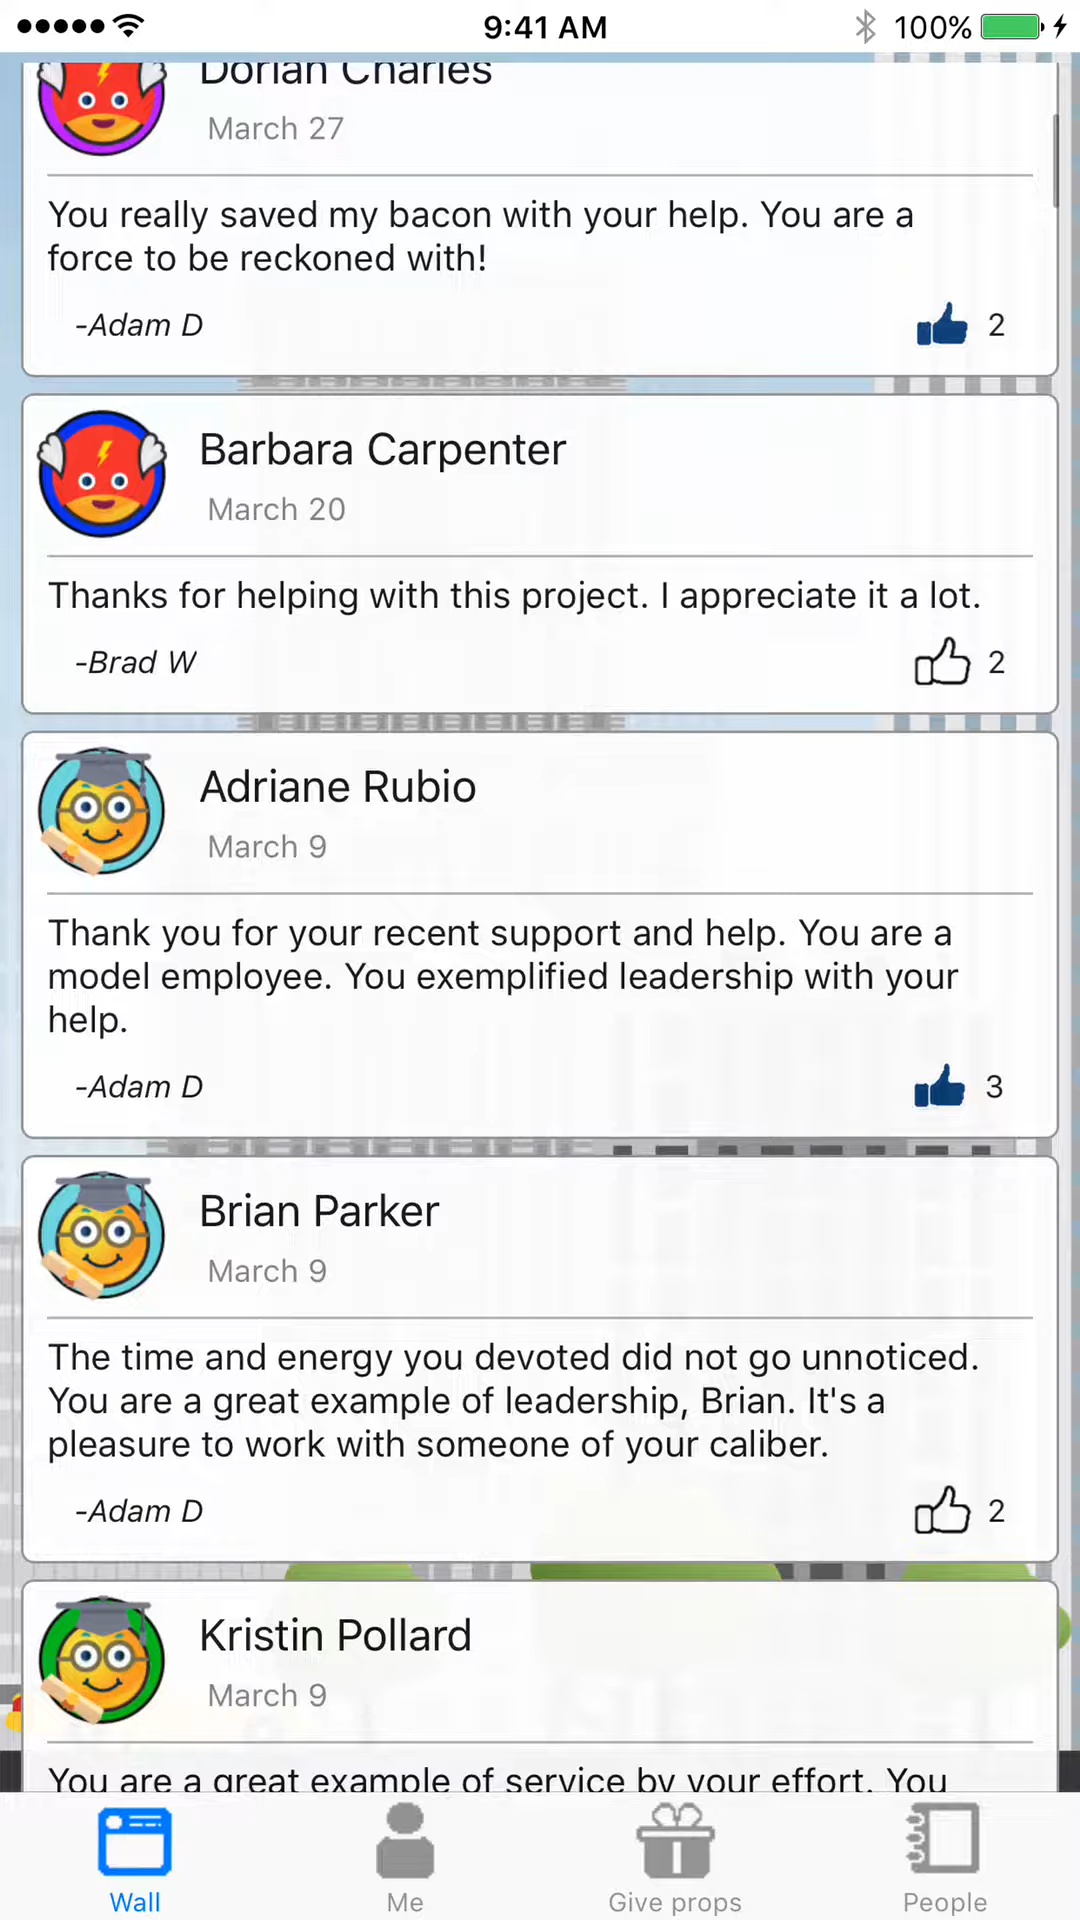 9:41 AM
100%
Dorian Charles
March 27
You really saved my bacon with your help. You are a
force to be reckoned with!
-Adam D
2
Barbara Carpenter
March 20
Thanks for helping with this project. I appreciate it a lot.
-Brad W
2
Adriane Rubio
March 9
Thank you for your recent support and help. You are a
model employee. You exemplified leadership with your
help.
-Adam D
3
Brian Parker
March 9
The time and energy you devoted did not go unnoticed.
You are a great example of leadership, Brian. It's a
pleasure to work with someone of your caliber.
-Adam D
2
Kristin Pollard
March 9
You are a great example of service by your effort. You
Wall
Me
Give props
People